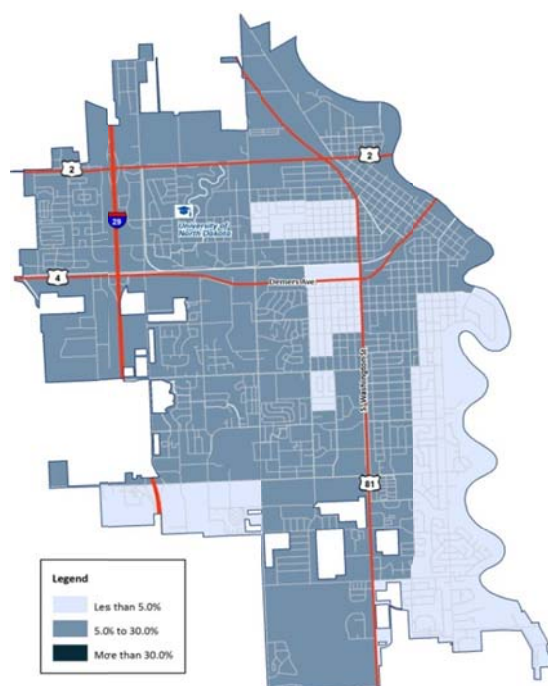 2
2
29
University of
North Dakota
4
Demers Ave
S. Washington St
81
Legend
Less than 5.0%
5.0% to 30.0%
More than 30.0%